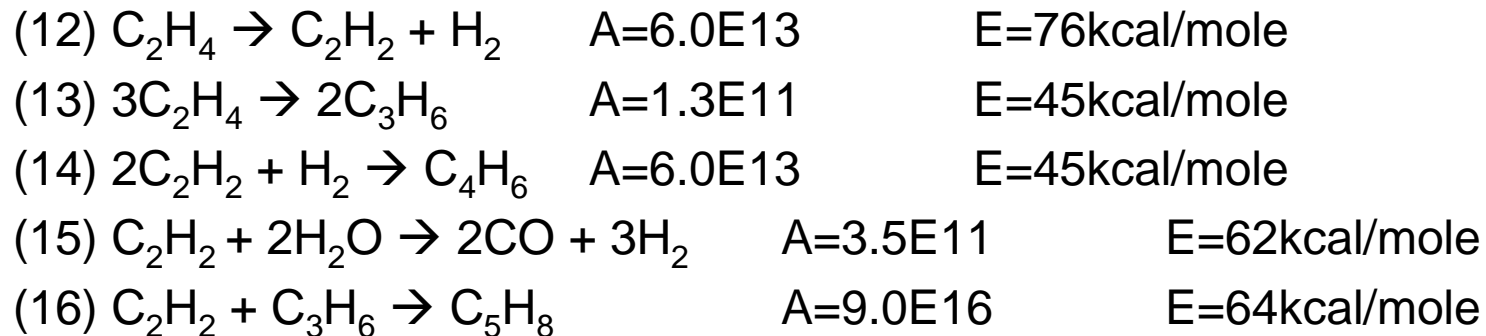 (12) C₂H₄ → C₂H₂ + H₂ A=6.0E13 E=76kcal/mole
(13) 3C₂H₄ → 2C₃H₆ A=1.3E11 E=45kcal/mole
(14) 2C₂H₂ + H₂ → C₄H₆ A=6.0E13 E=45kcal/mole
(15) C₂H₂ + 2H₂O → 2CO + 3H₂ A=3.5E11 E=62kcal/mole
(16) C₂H₂ + C₃H₆ → C₅H₈ A=9.0E16 E=64kcal/mole